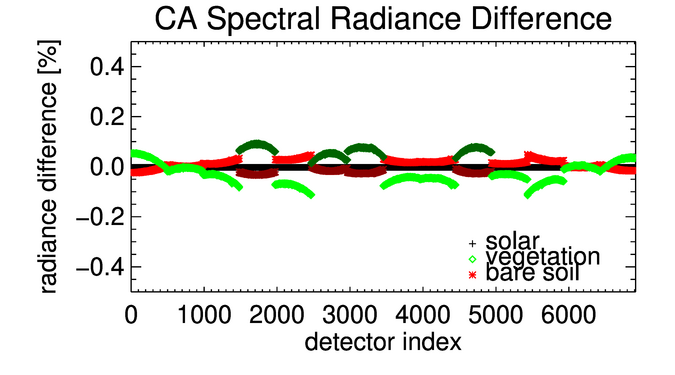 CA Spectral Radiance Difference
radiance difference [%]
0.4
0.2
0.0
−0.2
−0.4
+ solar
◇ vegetation
✳ bare soil
0 1000 2000 3000 4000 5000 6000
detector index